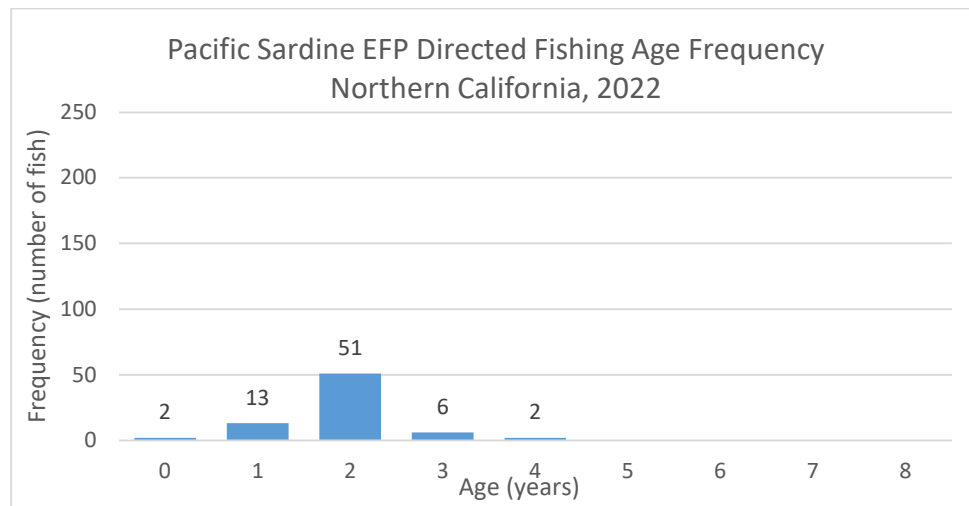 Pacific Sardine EFP Directed Fishing Age Frequency
Northern California, 2022
Frequency (number of fish)
250
200
150
100
50
0
2
13
51
6
2
0 1 2 3 4 5 6 7 8
Age (years)